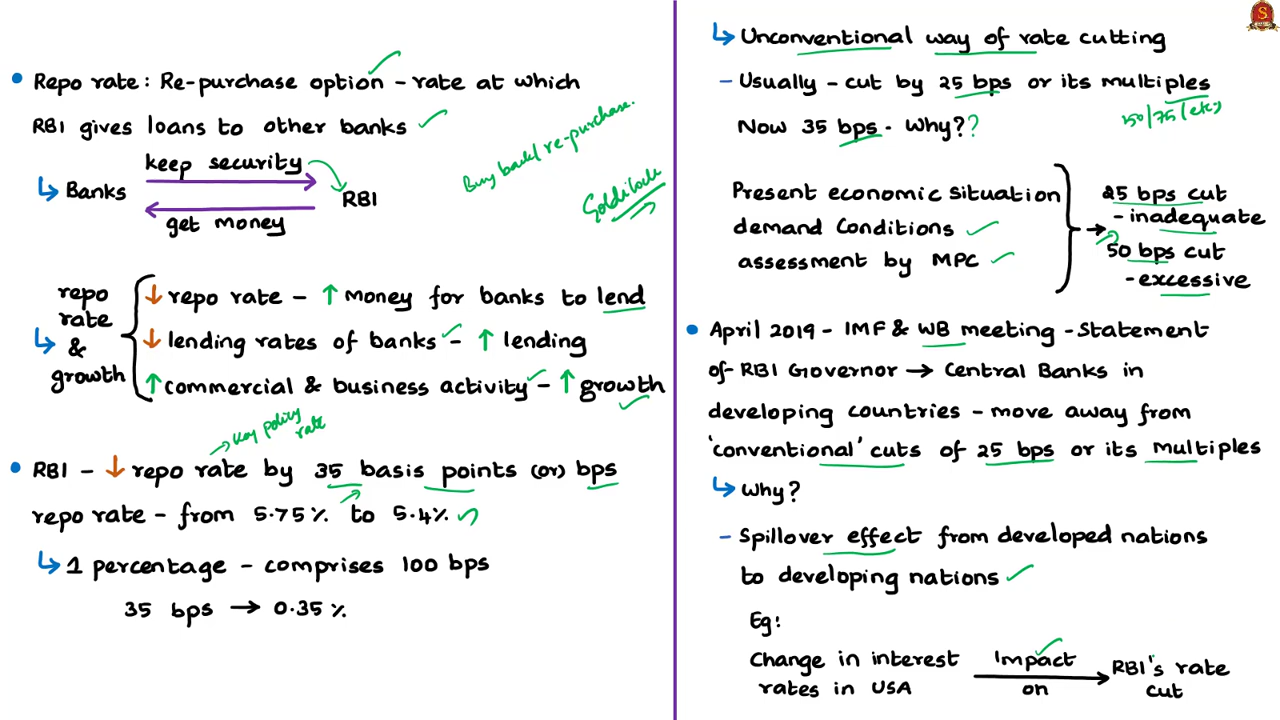 • Repo rate: Re-purchase option - rate at which
RBI gives loans to other banks
Buy back/re-purchase.
Goldilock
keep security
↳ Banks
RBI
get money
repo
rate
↳ &
growth
↓ repo rate - ↑ money for banks to lend
↓ lending rates of banks - ↑ lending
↑ commercial & business activity - ↑ growth
→ Key policy
rate
• RBI - ↓ repo rate by 35 basis points (or) bps
repo rate - from 5.75% to 5.4%
↳ 1 percentage - comprises 100 bps
35 bps → 0.35%
↳ Unconventional way of rate cutting
- Usually - cut by 25 bps or its multiples
50/75/(etc)
Now 35 bps. Why??
Present economic situation
demand conditions
assessment by MPC
→ 25 bps cut
- inadequate
50 bps cut
- excessive
• April 2019 - IMF & WB meeting - Statement
of RBI Governor → Central Banks in
developing countries - move away from
'conventional' cuts of 25 bps or its multiples
↳ Why?
- Spillover effect from developed nations
to developing nations
Eg:
Change in interest
rates in USA
Impact
on
RBI's rate
cut